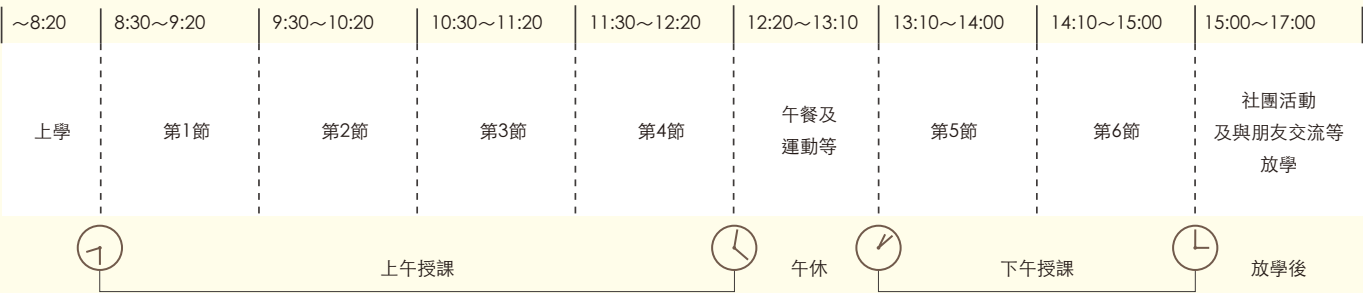 ～8:20
8:30～9:20
9:30～10:20
10:30～11:20
11:30～12:20
12:20～13:10
13:10～14:00
14:10～15:00
15:00～17:00
上學
第1節
第2節
第3節
第4節
午餐及
運動等
第5節
第6節
社團活動
及與朋友交流等
放學
上午授課
午休
下午授課
放學後